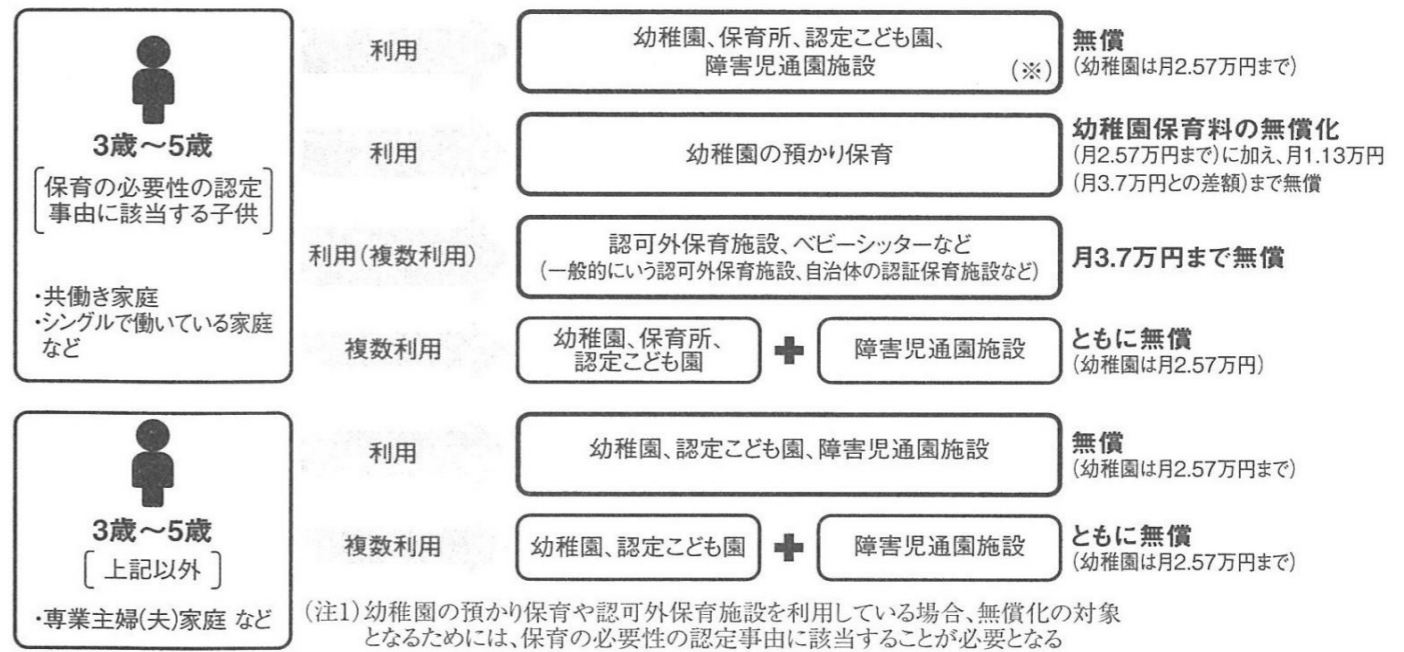 3歳～5歳
保育の必要性の認定
事由に該当する子供
・共働き家庭
・シングルで働いている家庭
など
利用
幼稚園、保育所、認定こども園、
障害児通園施設
(※)
無償
(幼稚園は月2.57万円まで)
利用
幼稚園の預かり保育
幼稚園保育料の無償化
(月2.57万円まで)に加え、月1.13万円
(月3.7万円との差額)まで無償
利用(複数利用)
認可外保育施設、ベビーシッターなど
(一般的にいう認可外保育施設、自治体の認証保育施設など)
月3.7万円まで無償
複数利用
幼稚園、保育所、
認定こども園
+
障害児通園施設
ともに無償
(幼稚園は月2.57万円)
3歳～5歳
上記以外
・専業主婦(夫)家庭 など
利用
幼稚園、認定こども園、障害児通園施設
無償
(幼稚園は月2.57万円まで)
複数利用
幼稚園、認定こども園
+
障害児通園施設
ともに無償
(幼稚園は月2.57万円まで)
(注1)幼稚園の預かり保育や認可外保育施設を利用している場合、無償化の対象
となるためには、保育の必要性の認定事由に該当することが必要となる